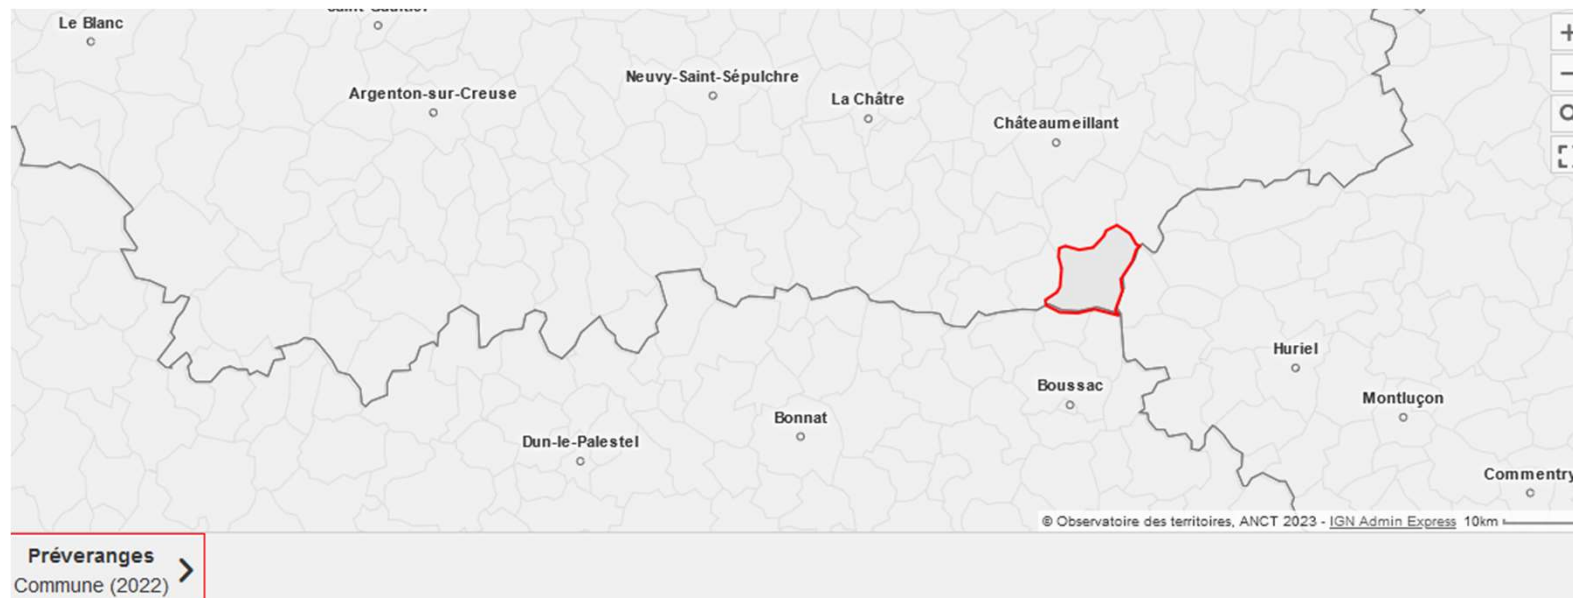 Le Blanc
Neuvy-Saint-Sépulchre
Argenton-sur-Creuse
La Châtre
Châteaumeillant
Huriel
Boussac
Montluçon
Bonnat
Dun-le-Palestel
Commentry
© Observatoire des territoires, ANCT 2023 - IGN Admin Express 10km
Préveranges
Commune (2022)